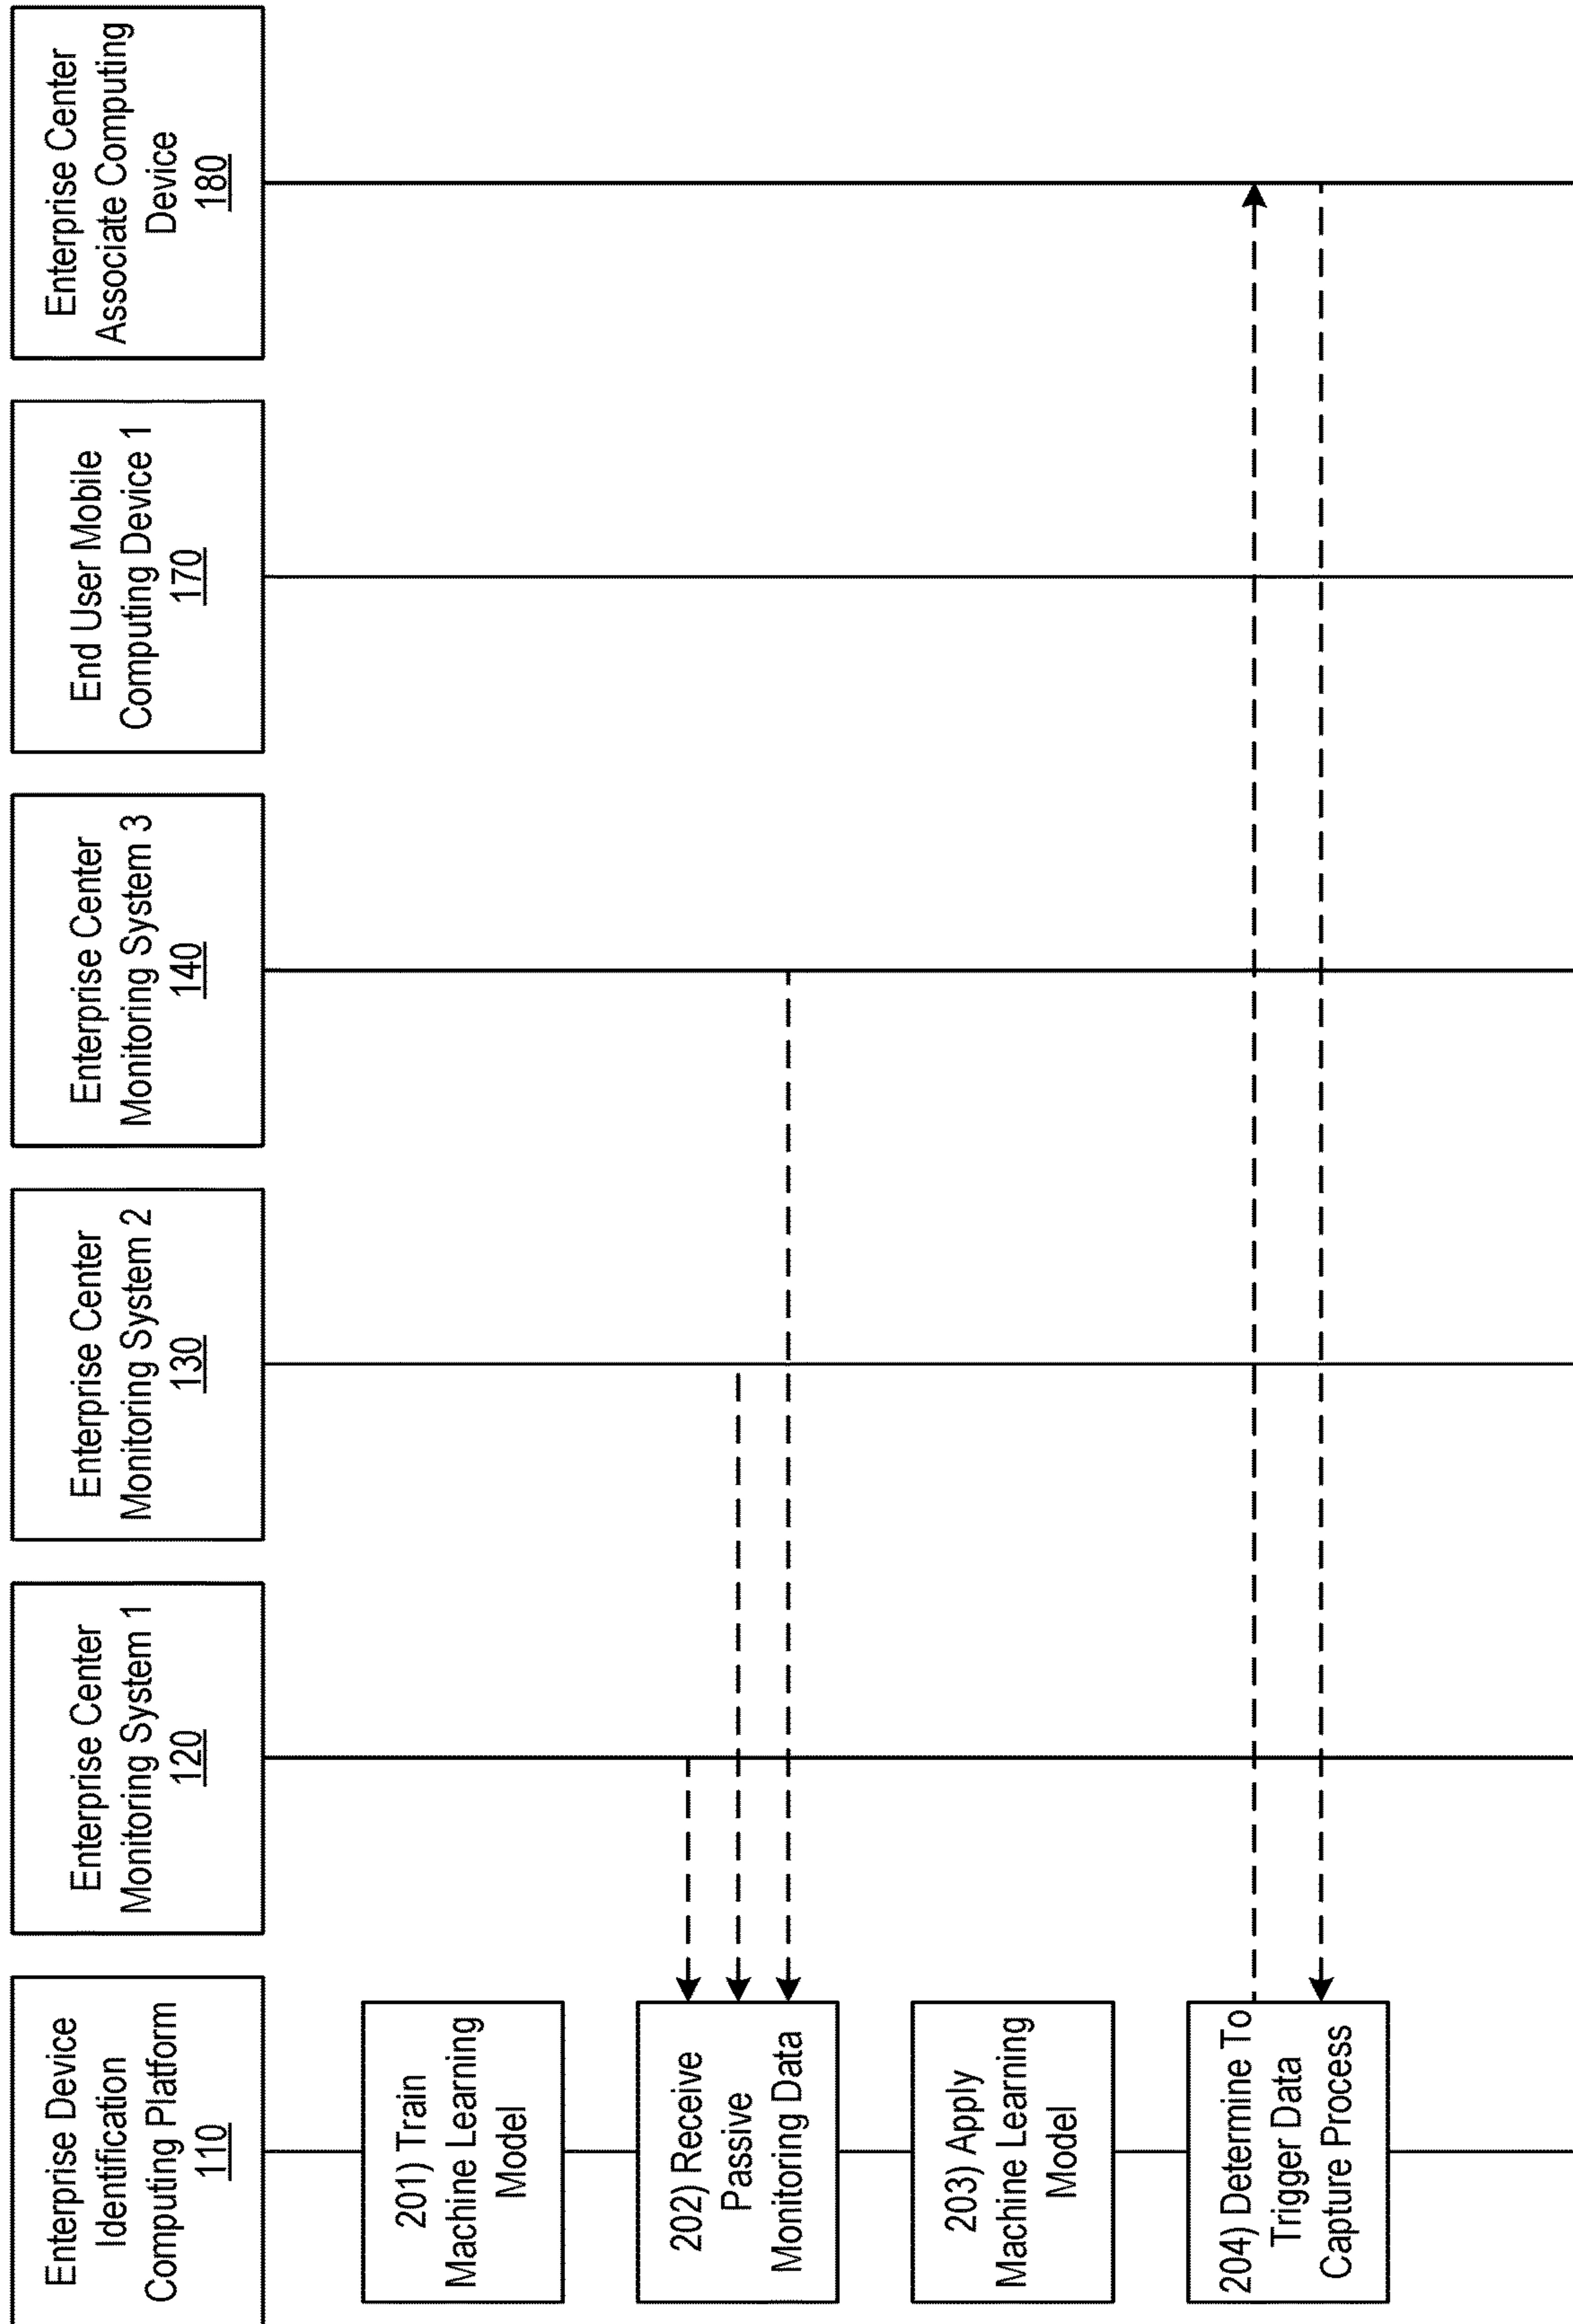 Enterprise Device
Identification
Computing Platform
110
Enterprise Center
Monitoring System 1
120
Enterprise Center
Monitoring System 2
130
Enterprise Center
Monitoring System 3
140
End User Mobile
Computing Device 1
170
Enterprise Center
Associate Computing
Device
180
201) Train
Machine Learning
Model
202) Receive
Passive
Monitoring Data
203) Apply
Machine Learning
Model
204) Determine To
Trigger Data
Capture Process